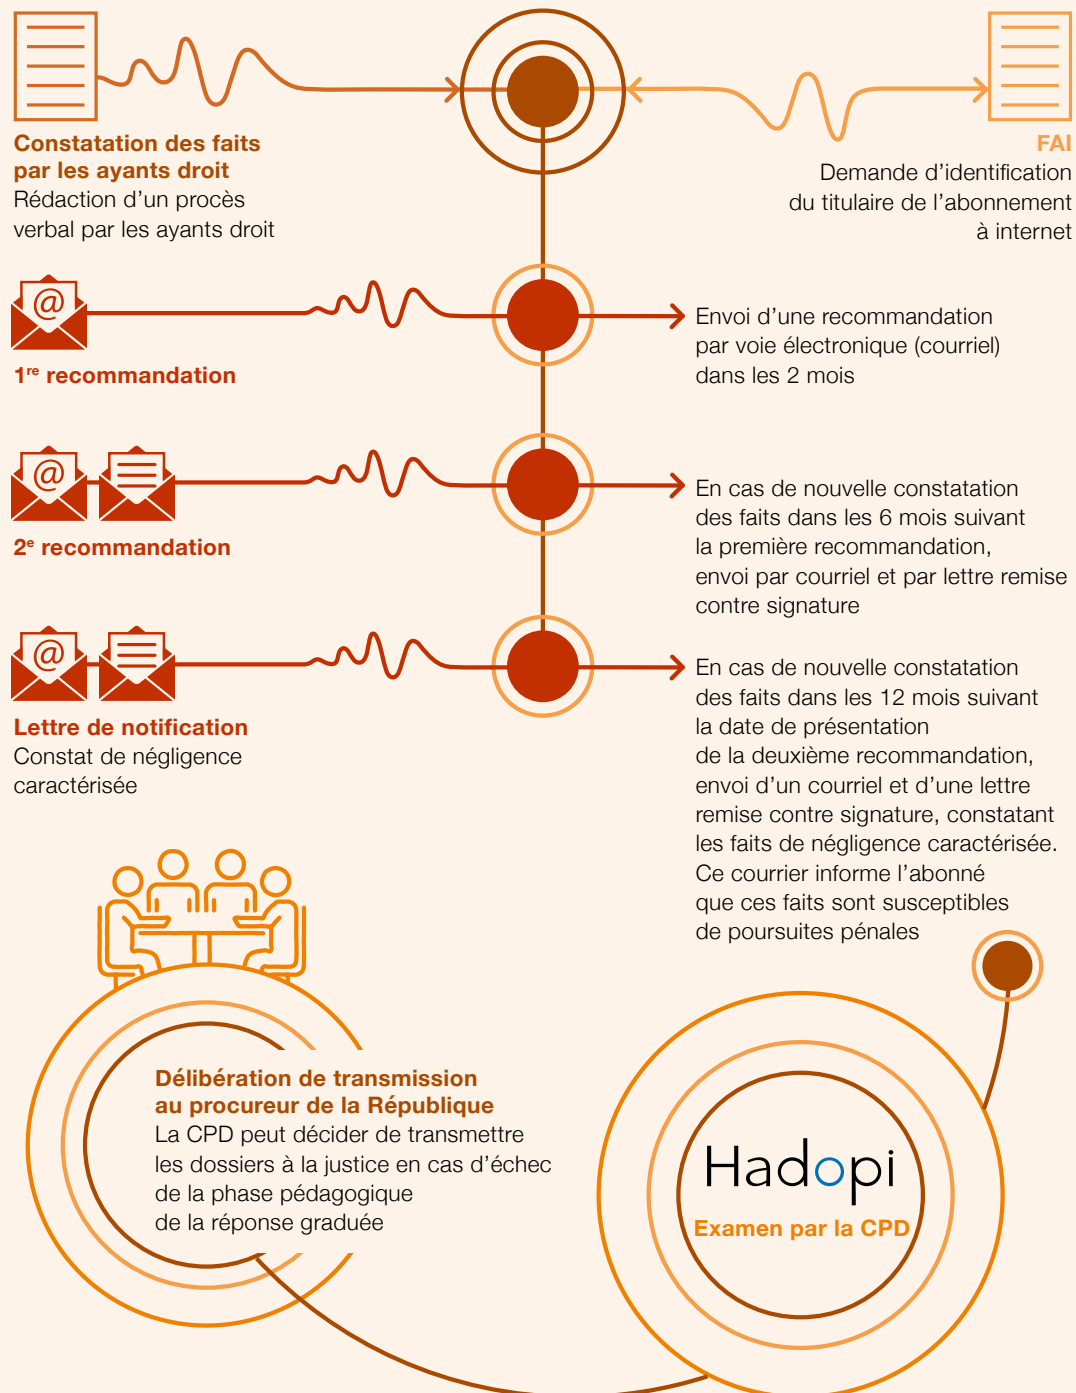 Constatation des faits
par les ayants droit
Rédaction d’un procès
verbal par les ayants droit
FAI
Demande d’identification
du titulaire de l’abonnement
à internet
@
1re recommandation
Envoi d’une recommandation
par voie électronique (courriel)
dans les 2 mois
@
2e recommandation
En cas de nouvelle constatation
des faits dans les 6 mois suivant
la première recommandation,
envoi par courriel et par lettre remise
contre signature
@
Lettre de notification
Constat de négligence
caractérisée
En cas de nouvelle constatation
des faits dans les 12 mois suivant
la date de présentation
de la deuxième recommandation,
envoi d’un courriel et d’une lettre
remise contre signature, constatant
les faits de négligence caractérisée.
Ce courrier informe l’abonné
que ces faits sont susceptibles
de poursuites pénales
Délibération de transmission
au procureur de la République
La CPD peut décider de transmettre
les dossiers à la justice en cas d’échec
de la phase pédagogique
de la réponse graduée
Hadopi
Examen par la CPD